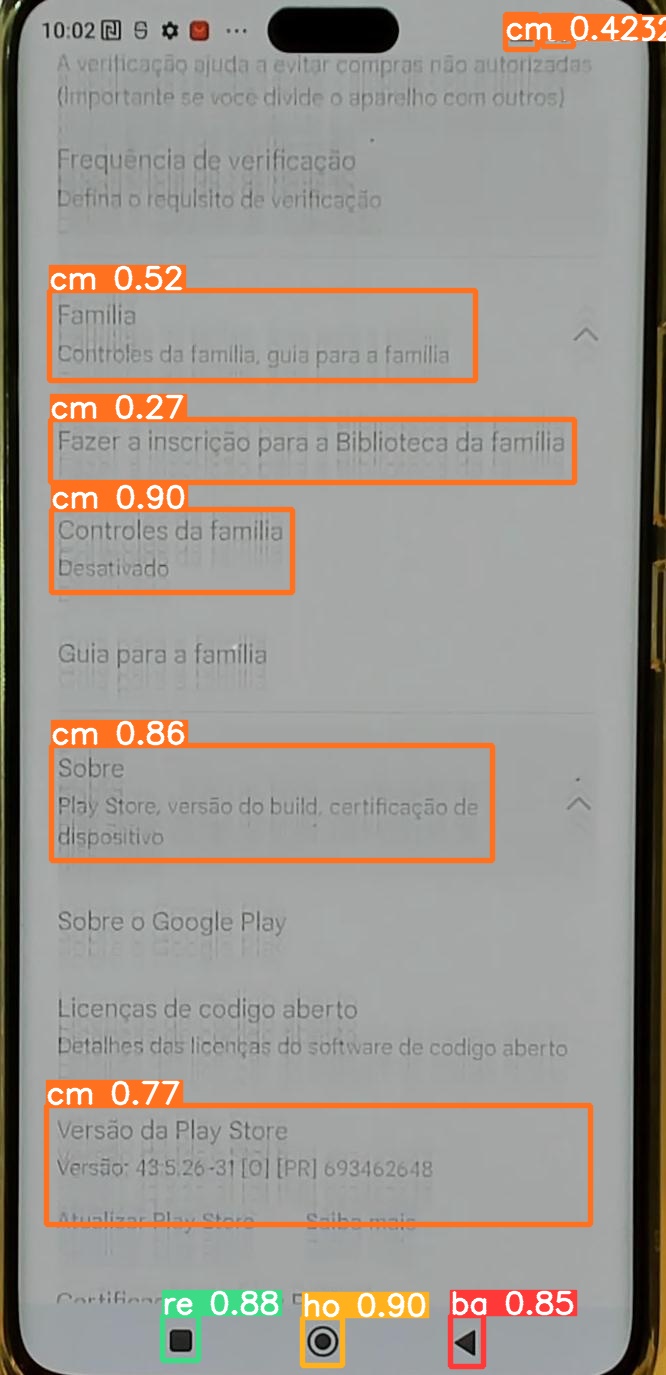 10:02 ...
cm 0.4232
A verificação ajuda a evitar compras não autorizadas
(Importante se voce divide o aparelho com outros)
Frequência de verificação
Defina o requisito de verificação
cm 0.52
Família
Controles da família, guia para a família
cm 0.27
Fazer a inscrição para a Biblioteca da família
cm 0.90
Controles da família
Desativado
Guia para a família
cm 0.86
Sobre
Play Store, versão do build, certificação de
dispositivo
Sobre o Google Play
Licenças de codigo aberto
Detalhes das licenças do software de codigo aberto
cm 0.77
Versão da Play Store
Versão: 43.5.26-31 [0] [PR] 693462648
Atualizar Play Store Saiba mais
re 0.88 ho 0.90 ba 0.85